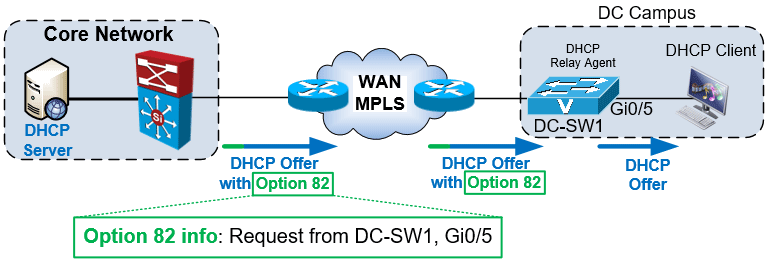 DC Campus
Core Network
DHCP
Relay Agent
DHCP Client
WAN
MPLS
Si
DHCP
Server
V
Gi0/5
DC-SW1
DHCP Offer
with Option 82
DHCP Offer
with Option 82
DHCP
Offer
Option 82 info: Request from DC-SW1, Gi0/5